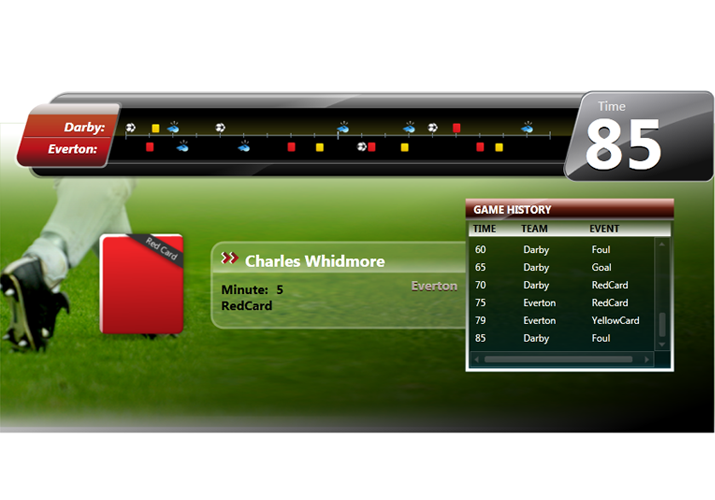 Time
85
Darby:
Everton:
Red Card
Charles Whidmore
Minute: 5
Everton
RedCard
GAME HISTORY
TIME TEAM EVENT
60 Darby Foul
65 Darby Goal
70 Darby RedCard
75 Everton RedCard
79 Everton YellowCard
85 Darby Foul